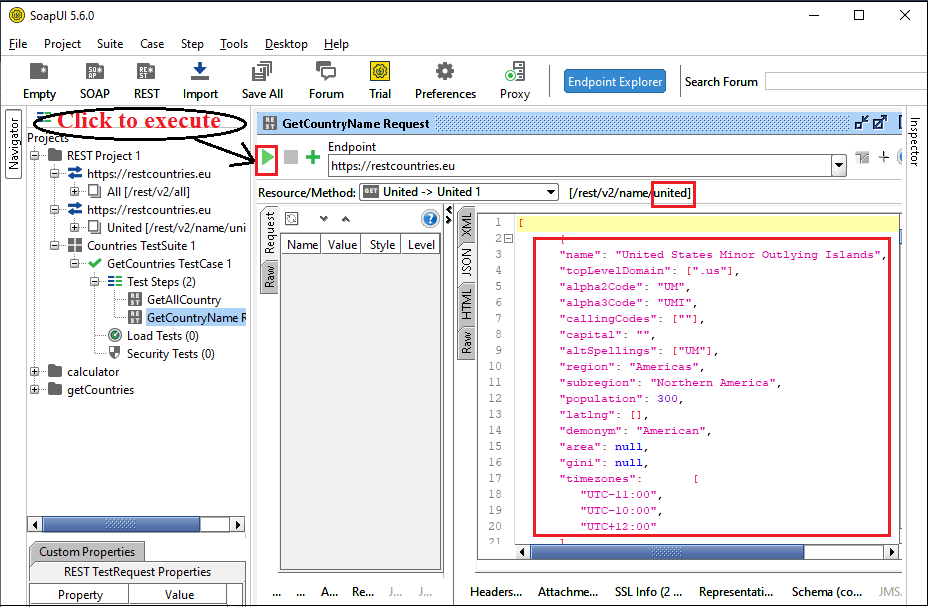 SoapUI 5.6.0
File Project Suite Case Step Tools Desktop Help
Empty SOAP REST Import Save All Forum Trial Preferences Proxy Endpoint Explorer Search Forum
Navigator
Click to execute
Projects
REST Project 1
https://restcountries.eu
All [/rest/v2/all]
https://restcountries.eu
United [/rest/v2/name/uni
Countries TestSuite 1
GetCountries TestCase 1
Test Steps (2)
GetAllCountry
GetCountryName R
Load Tests (0)
Security Tests (0)
calculator
getCountries
Custom Properties
REST TestRequest Properties
Property Value
GetCountryName Request
Inspector
Endpoint
https://restcountries.eu
Resource/Method: GET United -> United 1 [/rest/v2/name/united]
Request
Raw
Name Value Style Level
... ... A... Re... J... J...
XML
JSON
HTML
Raw
1 [
2 {
3 "name": "United States Minor Outlying Islands",
4 "topLevelDomain": [".us"],
5 "alpha2Code": "UM",
6 "alpha3Code": "UMI",
7 "callingCodes": [""],
8 "capital": "",
9 "altSpellings": ["UM"],
10 "region": "Americas",
11 "subregion": "Northern America",
12 "population": 300,
13 "latlng": [],
14 "demonym": "American",
15 "area": null,
16 "gini": null,
17 "timezones": [
18 "UTC-11:00",
19 "UTC-10:00",
20 "UTC+12:00"
21 ]
Headers... Attachme... SSL Info (2 ... Representati... Schema (co... JMS.